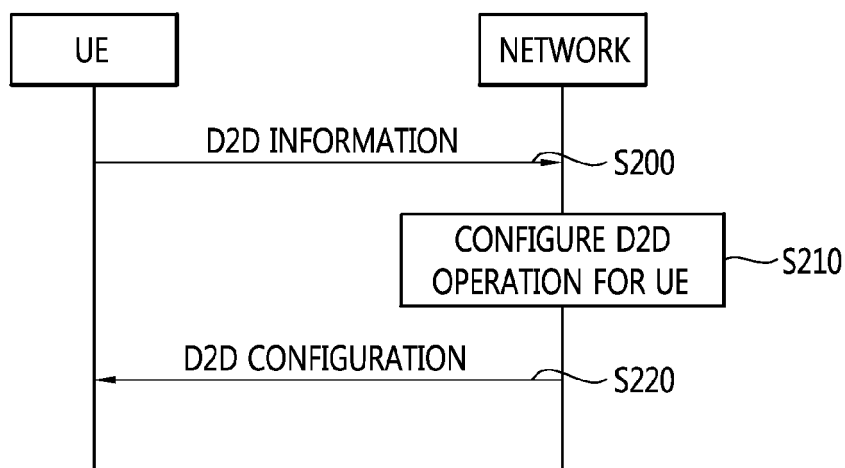 UE
NETWORK
D2D INFORMATION
S200
CONFIGURE D2D
OPERATION FOR UE
S210
D2D CONFIGURATION
S220